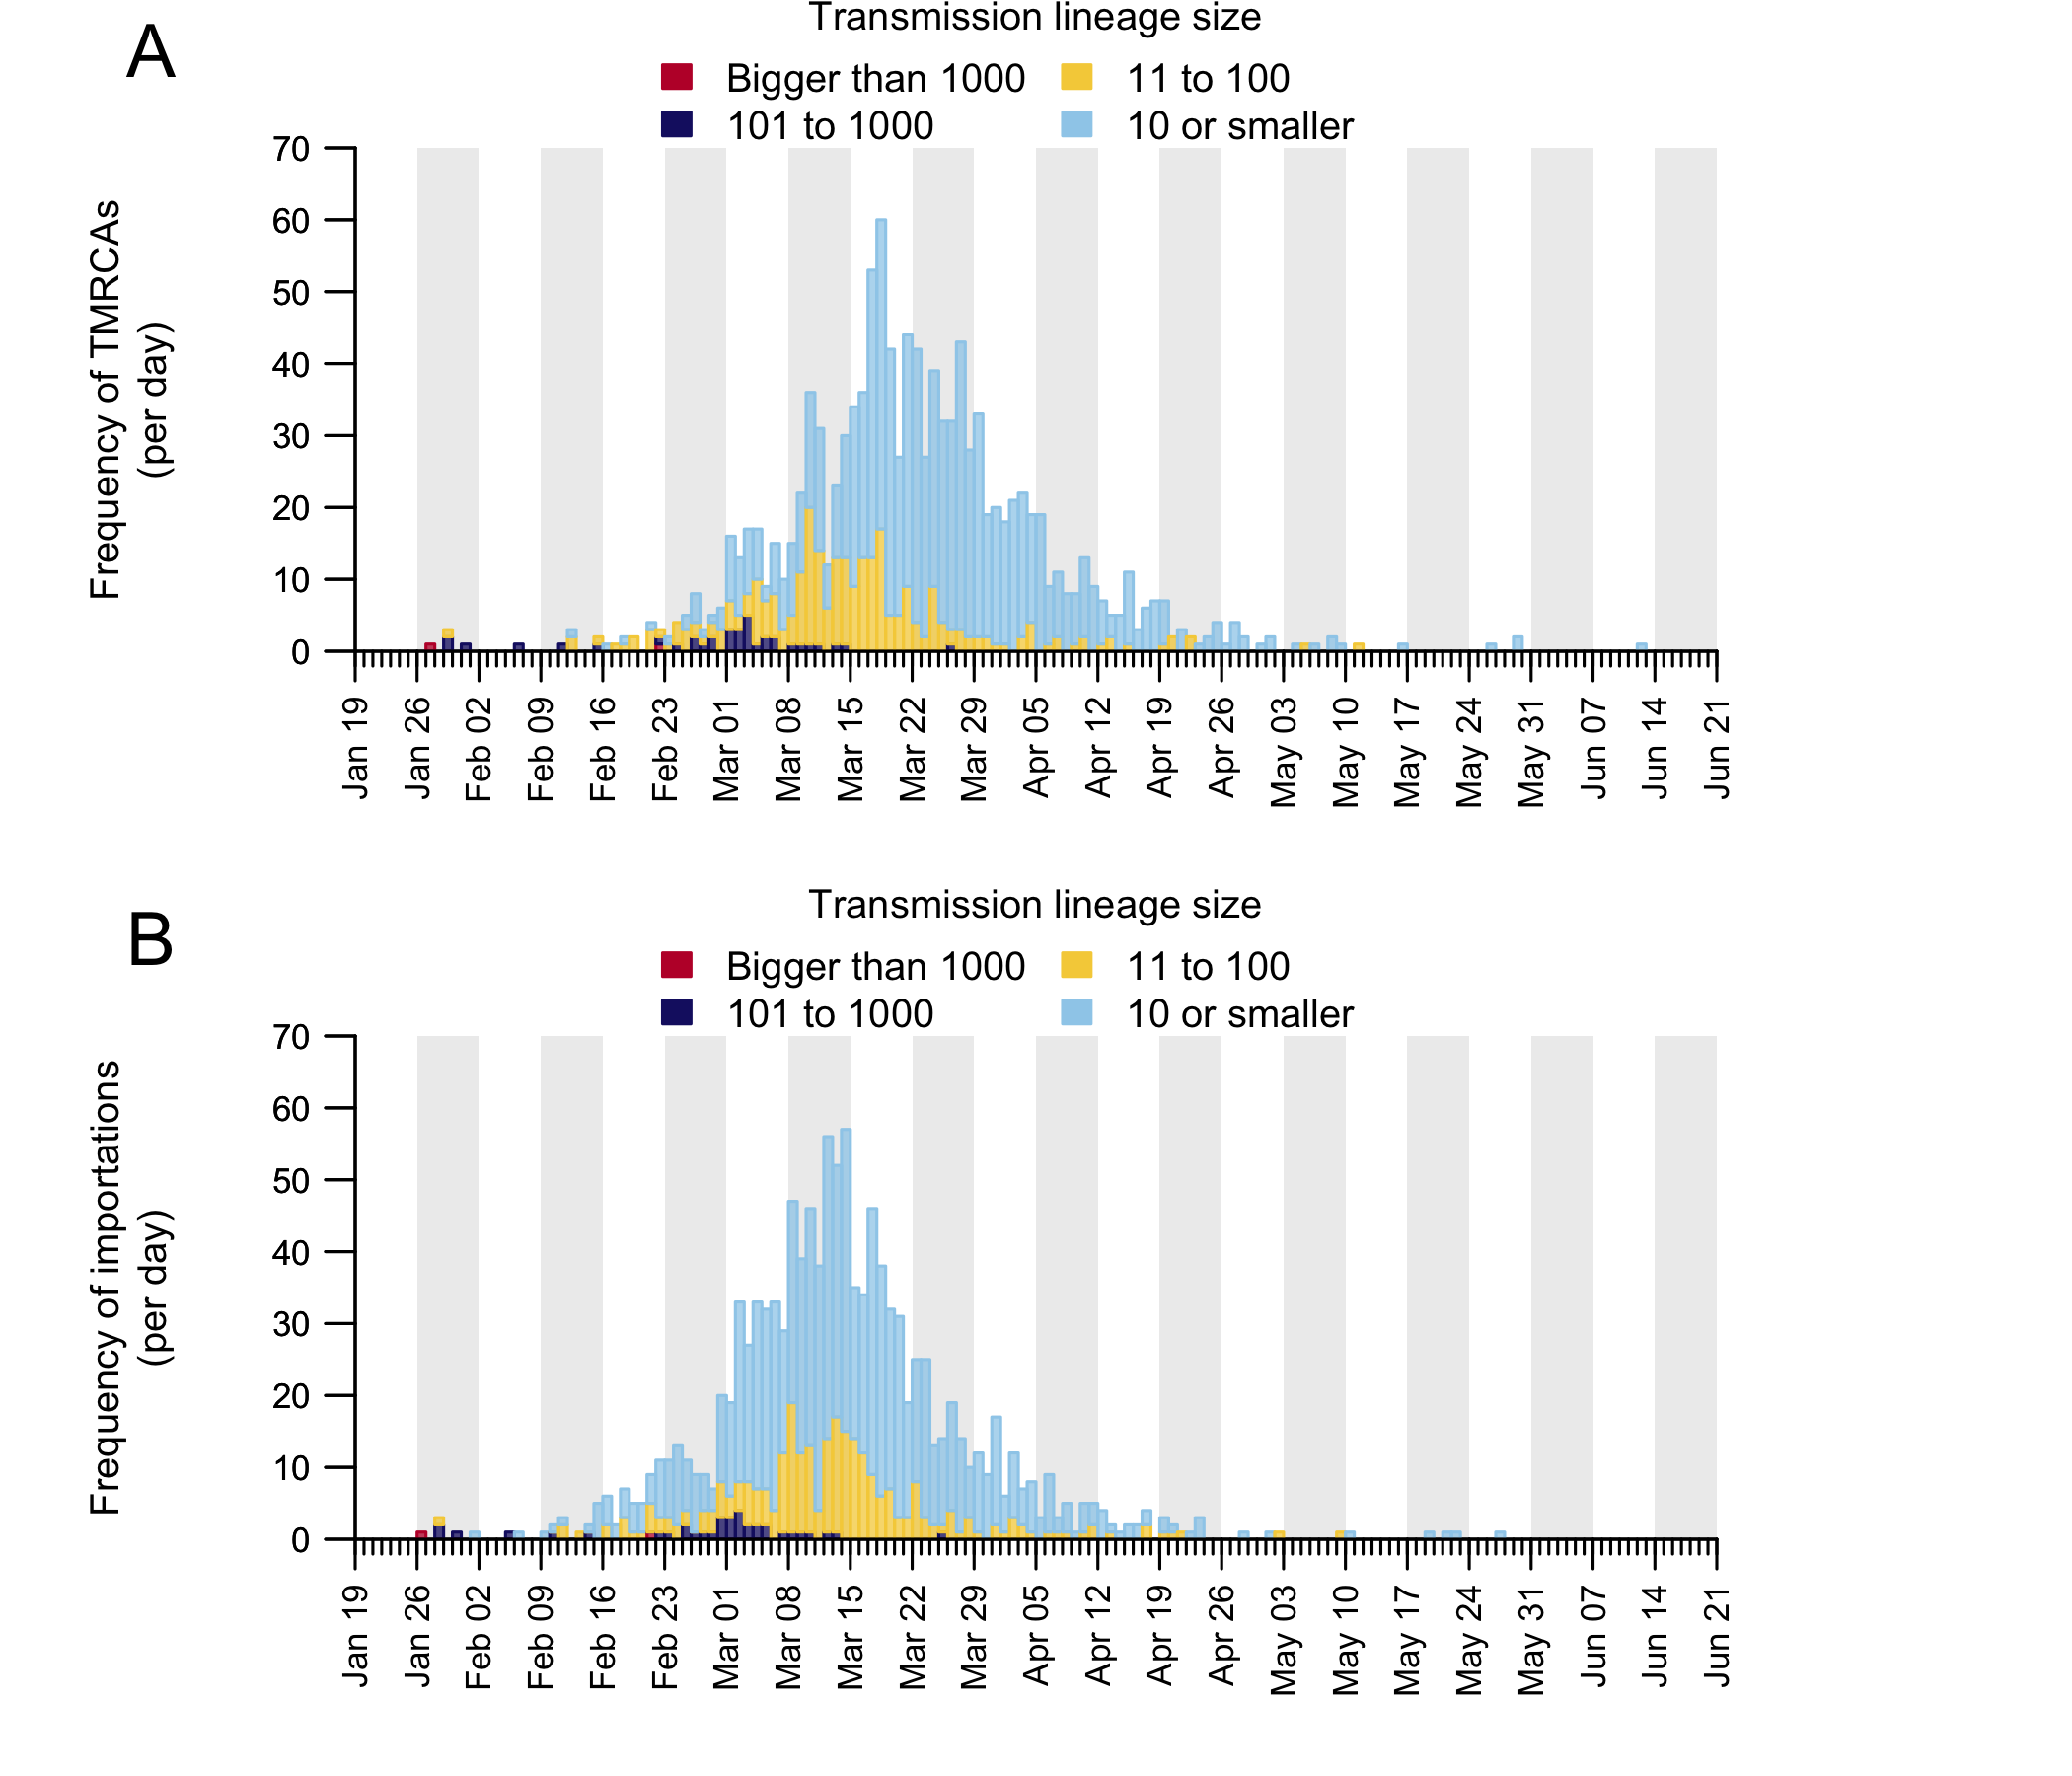 A
Transmission lineage size
Bigger than 1000
11 to 100
101 to 1000
10 or smaller
Frequency of TMRCAs
(per day)
70
60
50
40
30
20
10
0
Jan 19
Jan 26
Feb 02
Feb 09
Feb 16
Feb 23
Mar 01
Mar 08
Mar 15
Mar 22
Mar 29
Apr 05
Apr 12
Apr 19
Apr 26
May 03
May 10
May 17
May 24
May 31
Jun 07
Jun 14
Jun 21
B
Transmission lineage size
Bigger than 1000
11 to 100
101 to 1000
10 or smaller
Frequency of importations
(per day)
70
60
50
40
30
20
10
0
Jan 19
Jan 26
Feb 02
Feb 09
Feb 16
Feb 23
Mar 01
Mar 08
Mar 15
Mar 22
Mar 29
Apr 05
Apr 12
Apr 19
Apr 26
May 03
May 10
May 17
May 24
May 31
Jun 07
Jun 14
Jun 21